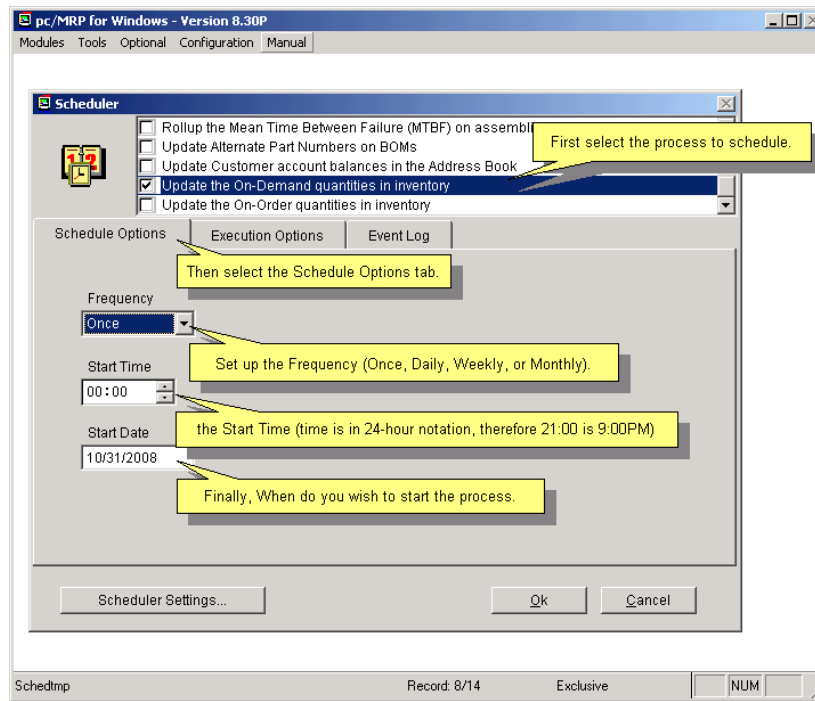 pc/MRP for Windows - Version 8.30P
Modules Tools Optional Configuration Manual
Scheduler
Rollup the Mean Time Between Failure (MTBF) on
Update Alternate Part Numbers on BOMs
First select the process to schedule.
Update Customer account balances in the Address Book
Update the On-Demand quantities in inventory
Update the On-Order quantities in inventory
Schedule Options Execution Options Event Log
Then select the Schedule Options tab.
Frequency
Once
Set up the Frequency (Once, Daily, Weekly, or Monthly).
Start Time
00:00
the Start Time (time is in 24-hour notation, therefore 21:00 is 9:00PM)
Start Date
10/31/2008
Finally, When do you wish to start the process.
Scheduler Settings... Ok Cancel
Schedtmp Record: 8/14 Exclusive NUM